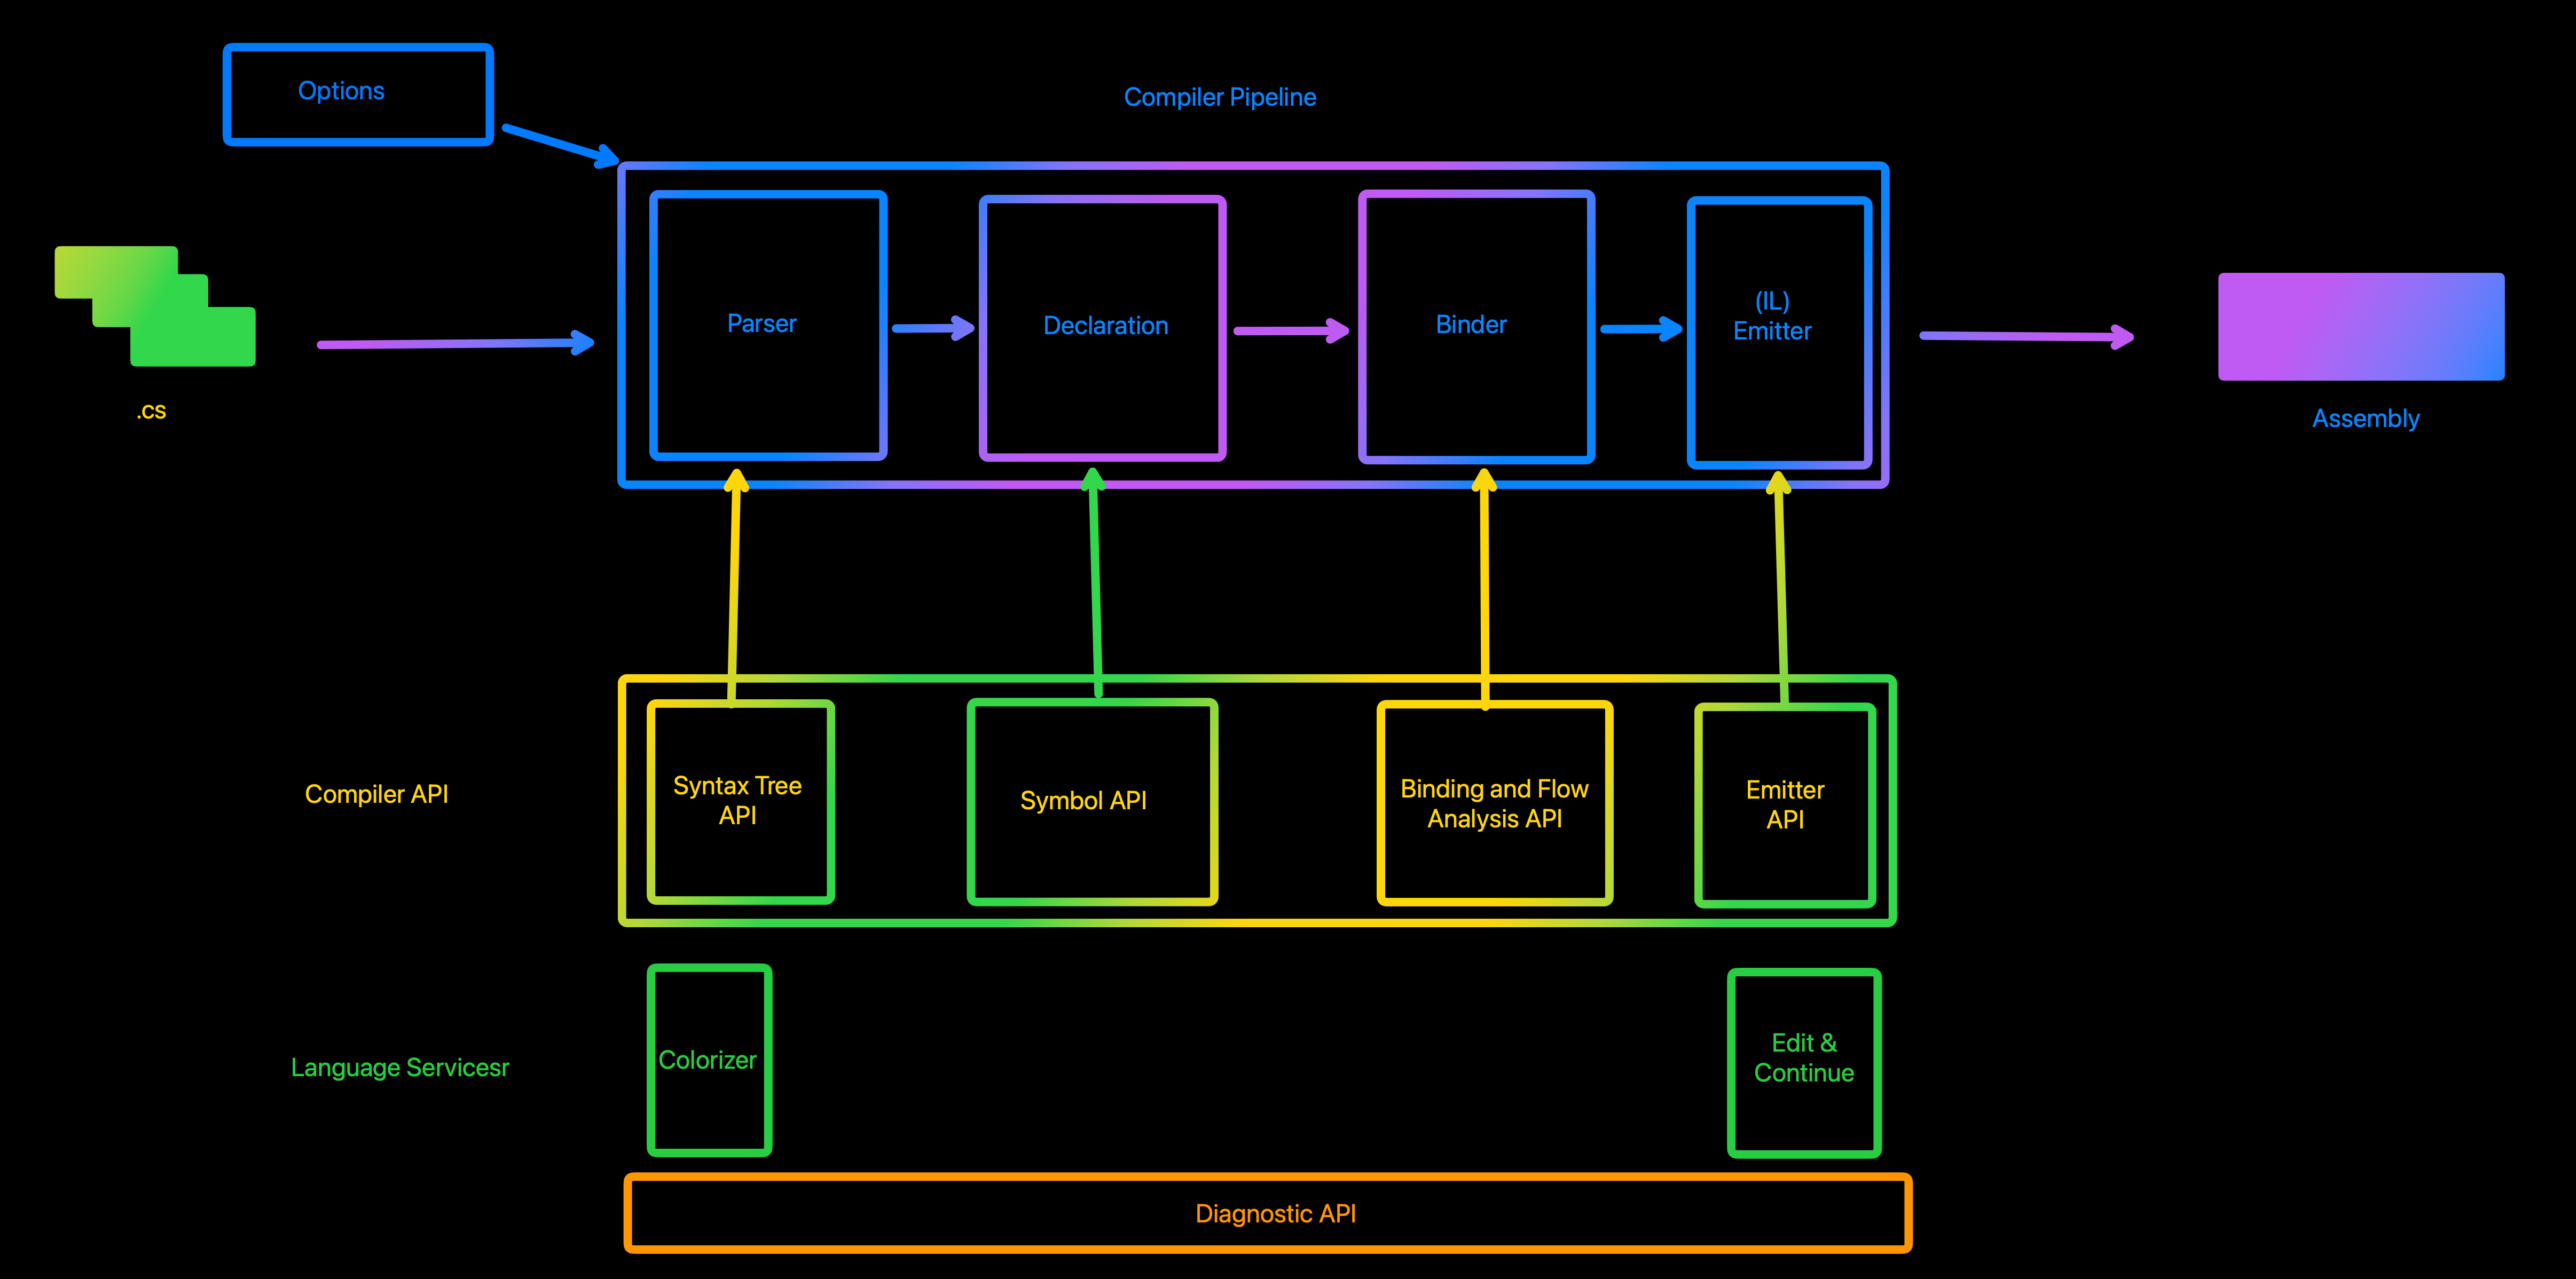 Options
Compiler Pipeline
Parser
Declaration
Binder
(IL)
Emitter
.cs
Assembly
Compiler API
Syntax Tree
API
Symbol API
Binding and Flow
Analysis API
Emitter
API
Language Servicesr
Colorizer
Edit &
Continue
Diagnostic API